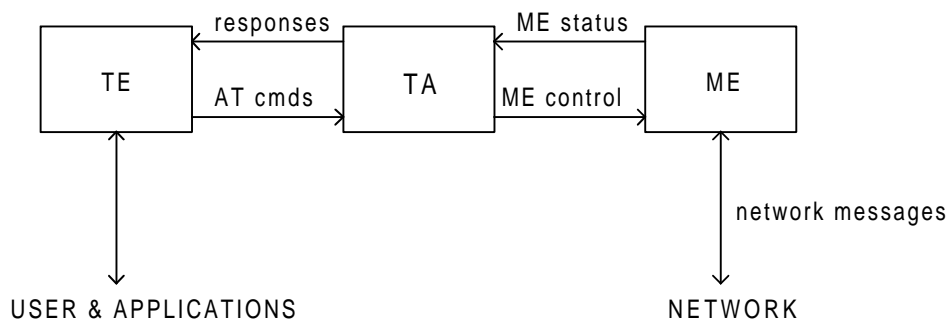 responses
ME status
TE
TA
ME
AT cmds
ME control
network messages
USER & APPLICATIONS
NETWORK